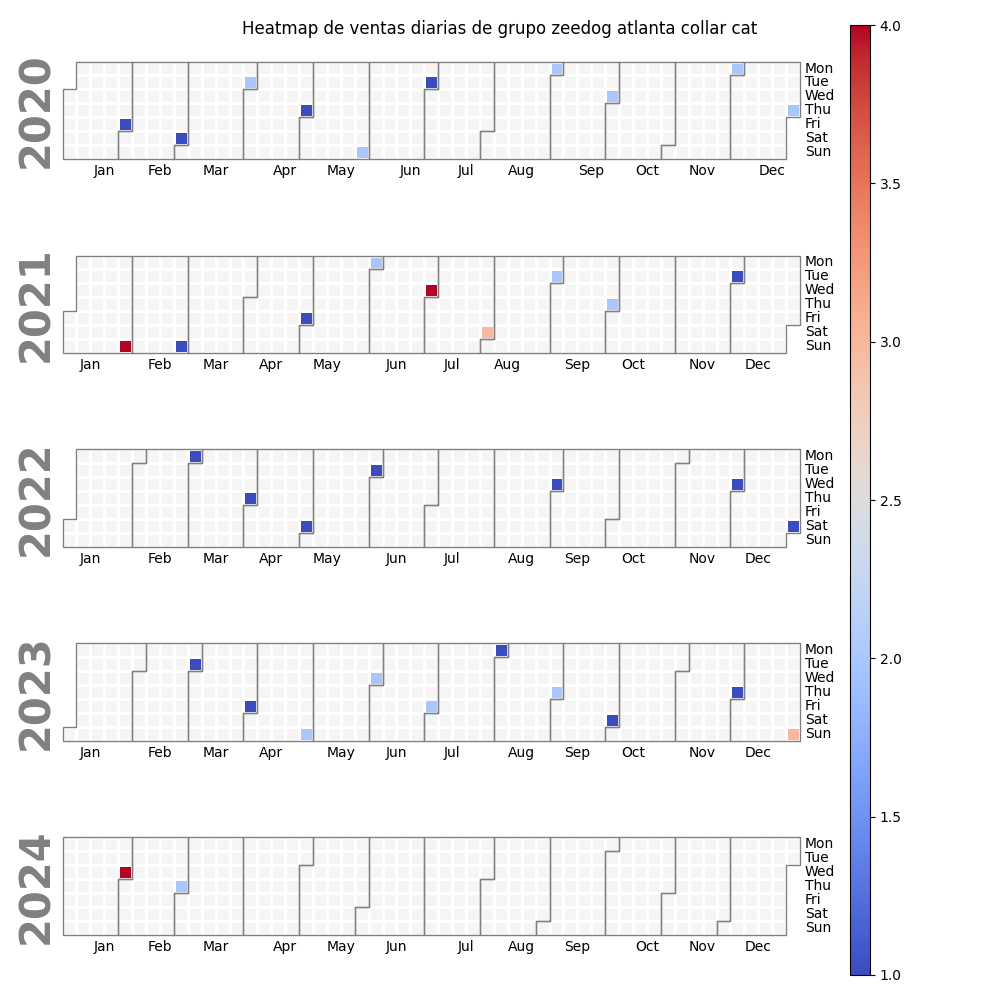 Heatmap de ventas diarias de grupo zeedog atlanta collar cat
2020
Mon
Tue
Wed
Thu
Fri
Sat
Sun
Jan Feb Mar Apr May Jun Jul Aug Sep Oct Nov Dec
2021
Mon
Tue
Wed
Thu
Fri
Sat
Sun
Jan Feb Mar Apr May Jun Jul Aug Sep Oct Nov Dec
2022
Mon
Tue
Wed
Thu
Fri
Sat
Sun
Jan Feb Mar Apr May Jun Jul Aug Sep Oct Nov Dec
2023
Mon
Tue
Wed
Thu
Fri
Sat
Sun
Jan Feb Mar Apr May Jun Jul Aug Sep Oct Nov Dec
2024
Mon
Tue
Wed
Thu
Fri
Sat
Sun
Jan Feb Mar Apr May Jun Jul Aug Sep Oct Nov Dec
4.0
3.5
3.0
2.5
2.0
1.5
1.0